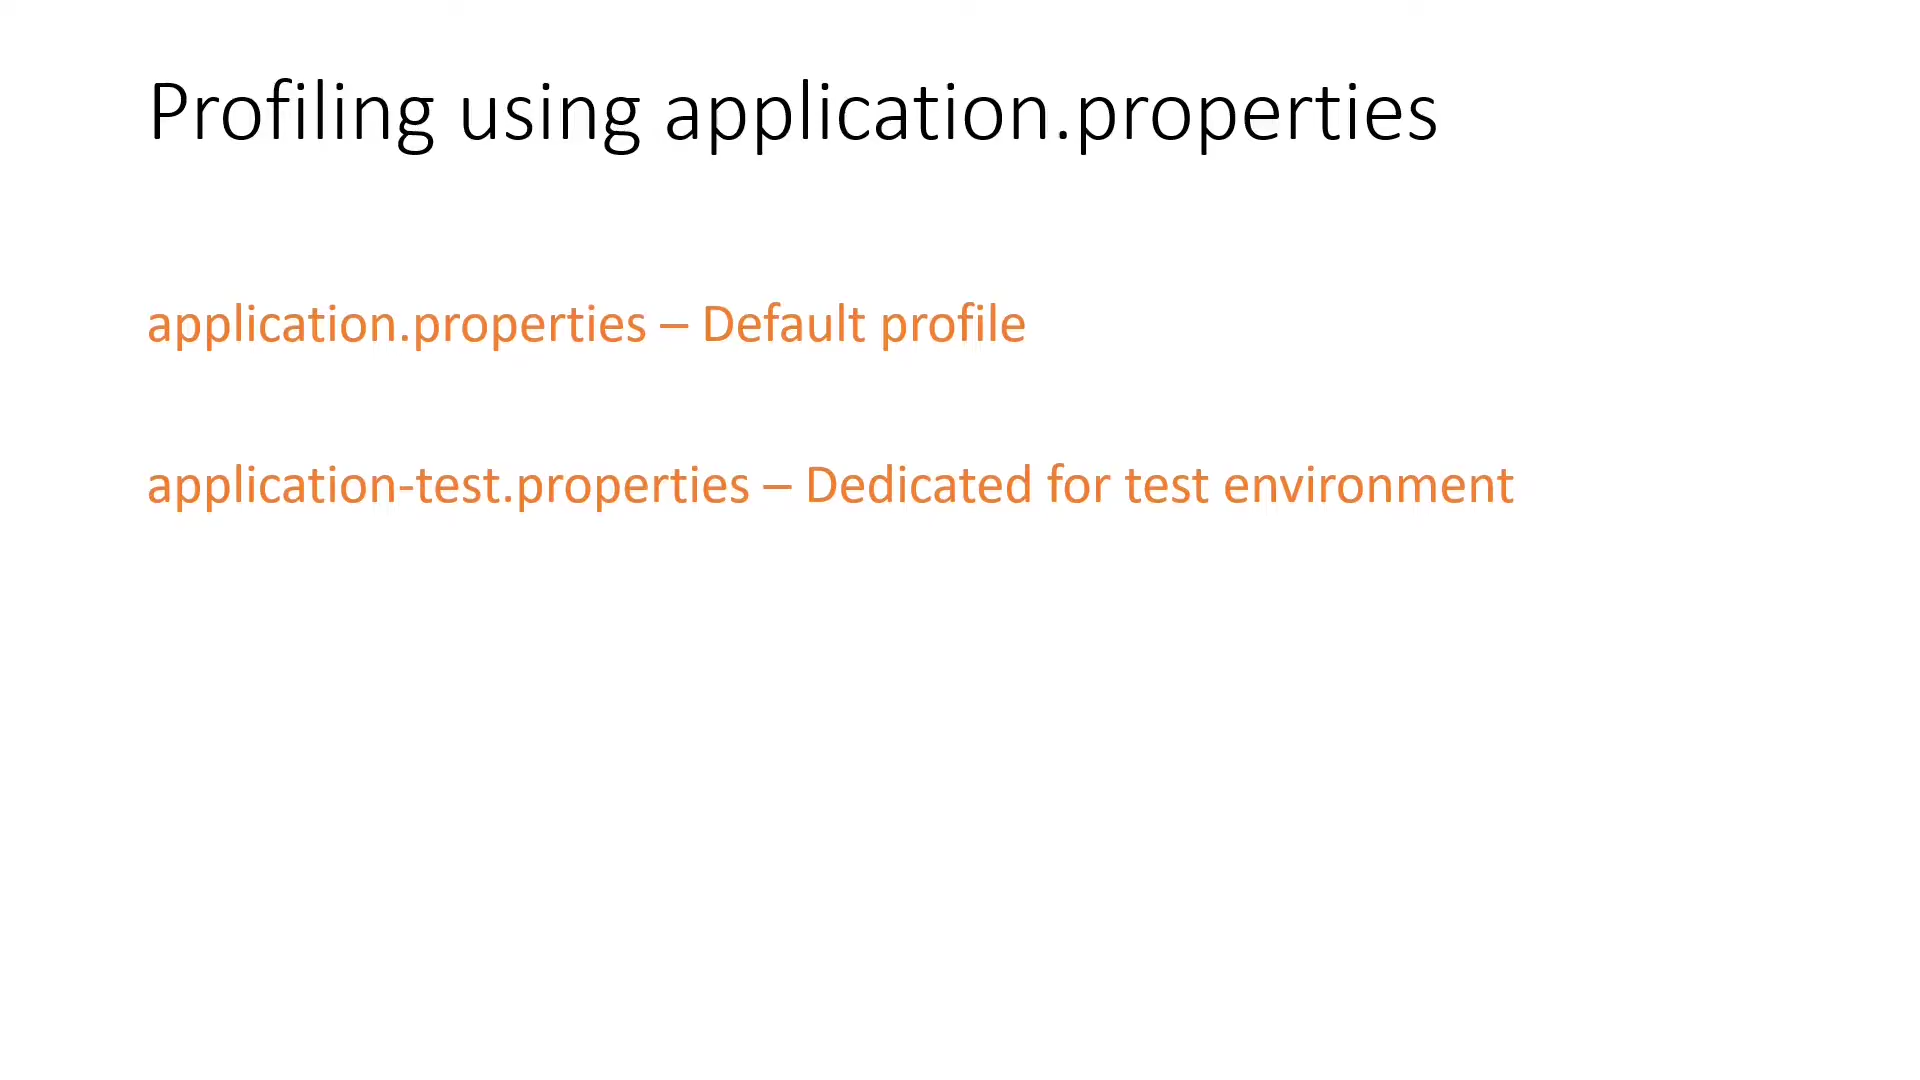 Profiling using application.properties
application.properties – Default profile
application-test.properties – Dedicated for test environment